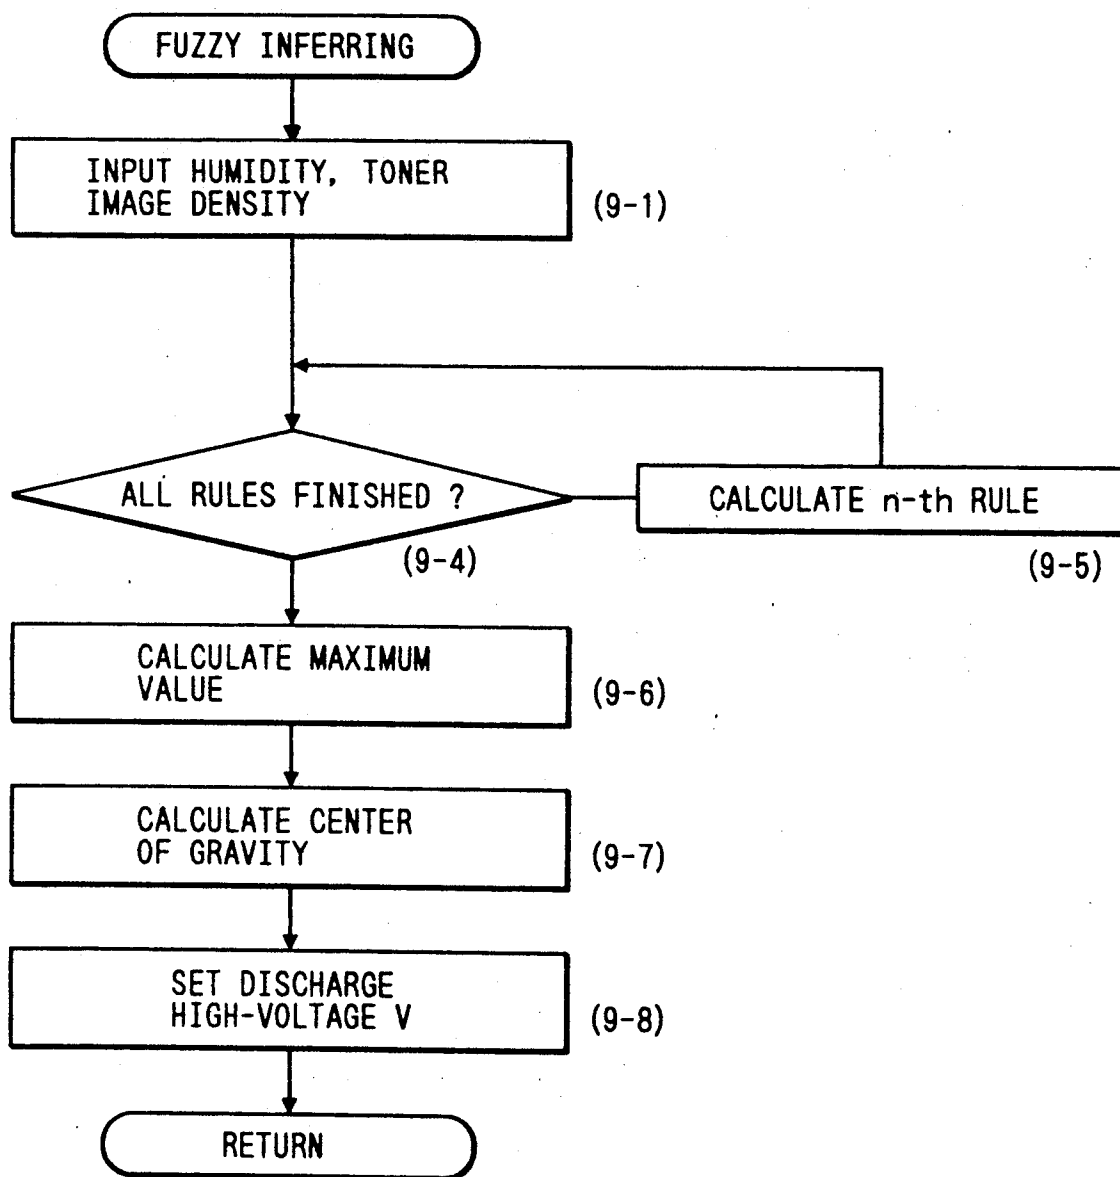 FUZZY INFERRING
INPUT HUMIDITY, TONER
IMAGE DENSITY
(9-1)
ALL RULES FINISHED ?
(9-4)
CALCULATE n-th RULE
(9-5)
CALCULATE MAXIMUM
VALUE
(9-6)
CALCULATE CENTER
OF GRAVITY
(9-7)
SET DISCHARGE
HIGH-VOLTAGE V
(9-8)
RETURN